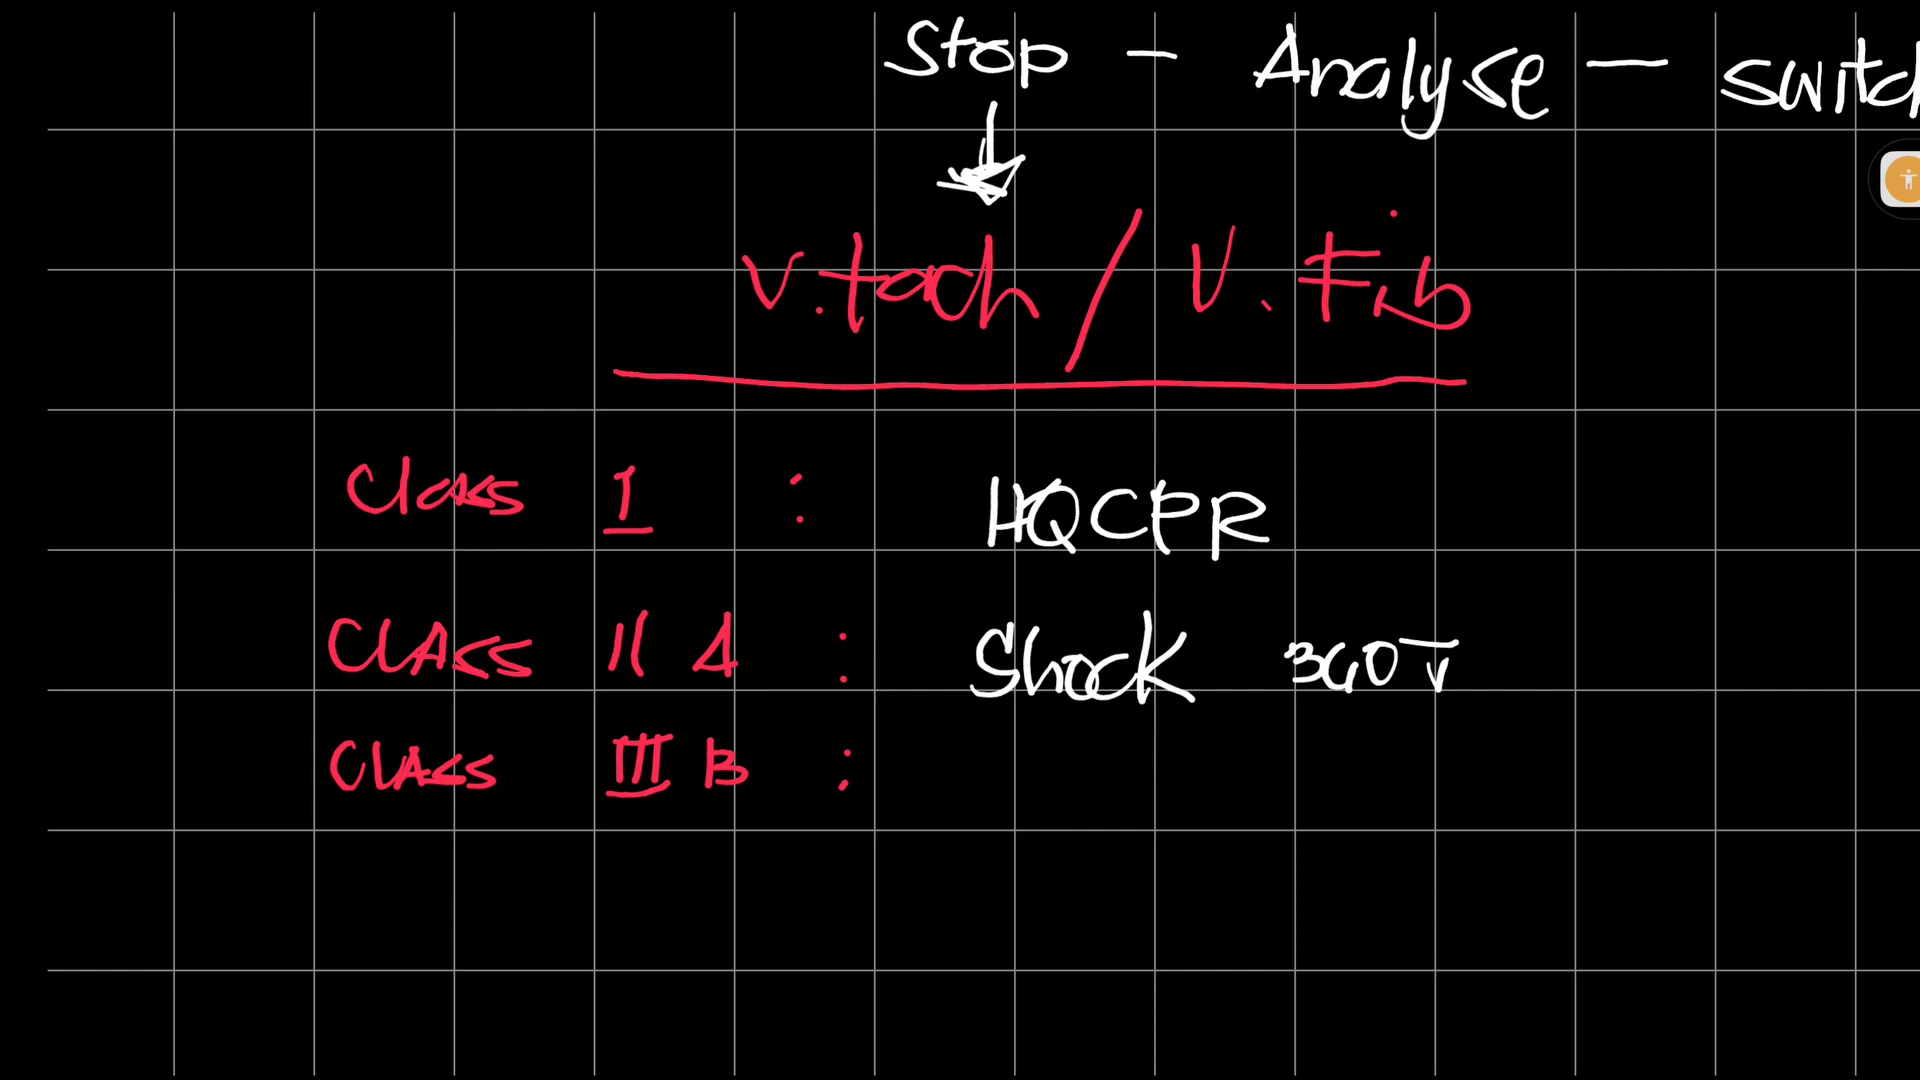 Stop - Analyse - switch
v.tach / V.Fib
Class I : HQCPR
CLASS II A : Shock 360J
CLASS III B :